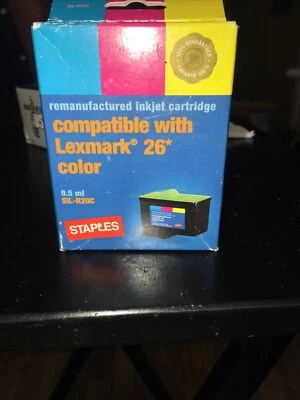 remanufactured inkjet cartridge
compatible with
Lexmark® 26*
color
9.5 ml
SIL-R20C
STAPLES